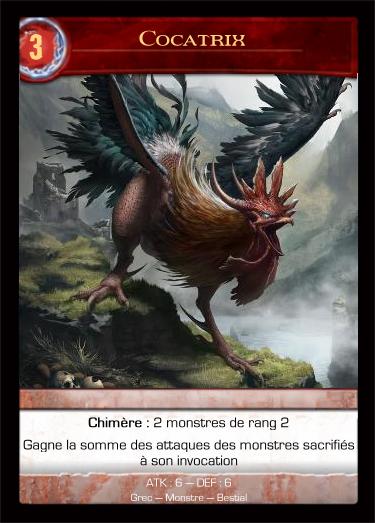 3
Cocatrix
Chimère : 2 monstres de rang 2
Gagne la somme des attaques des monstres sacrifiés
à son invocation
ATK : 6 – DEF : 6
Grec – Monstre – Bestial